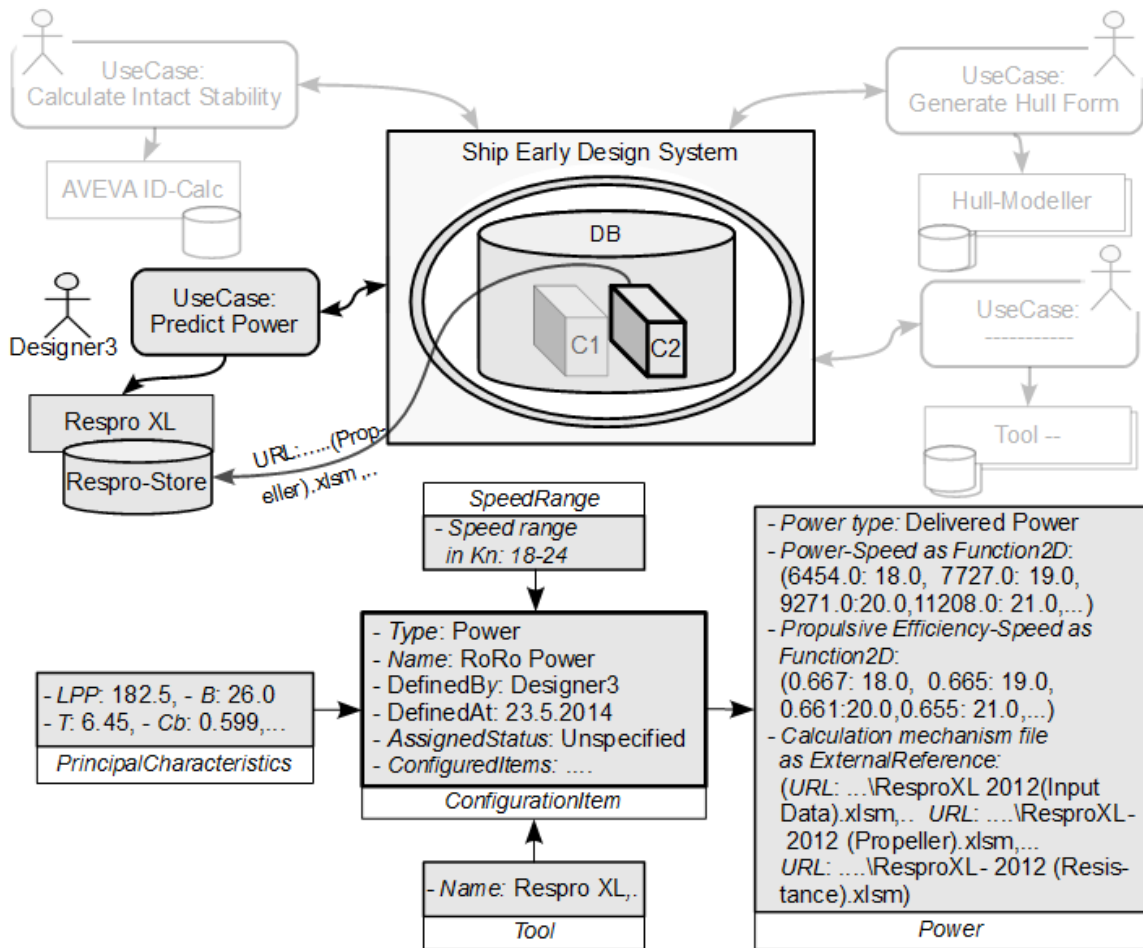 UseCase:
Calculate Intact Stability
AVEVA ID-Calc
UseCase:
Generate Hull Form
Hull-Modeller
Ship Early Design System
DB
C1
C2
UseCase:
Predict Power
Designer3
Respro XL
Respro-Store
URL:.....(Prop-
eller).xlsm,..
UseCase:
-----------
Tool --
SpeedRange
- Speed range
in Kn: 18-24
- LPP: 182.5, - B: 26.0
- T: 6.45, - Cb: 0.599,...
PrincipalCharacteristics
- Type: Power
- Name: RoRo Power
- DefinedBy: Designer3
- DefinedAt: 23.5.2014
- AssignedStatus: Unspecified
- ConfiguredItems: ....
ConfigurationItem
- Name: Respro XL,.
Tool
- Power type: Delivered Power
- Power-Speed as Function2D:
(6454.0: 18.0, 7727.0: 19.0,
9271.0:20.0,11208.0: 21.0,...)
- Propulsive Efficiency-Speed as
Function2D:
(0.667: 18.0, 0.665: 19.0,
0.661:20.0,0.655: 21.0,...)
- Calculation mechanism file
as ExternalReference:
(URL: ...\ResproXL 2012(Input
Data).xlsm,.. URL: ....\ResproXL-
2012 (Propeller).xlsm,...
URL: ....\ResproXL- 2012 (Resis-
tance).xlsm)
Power